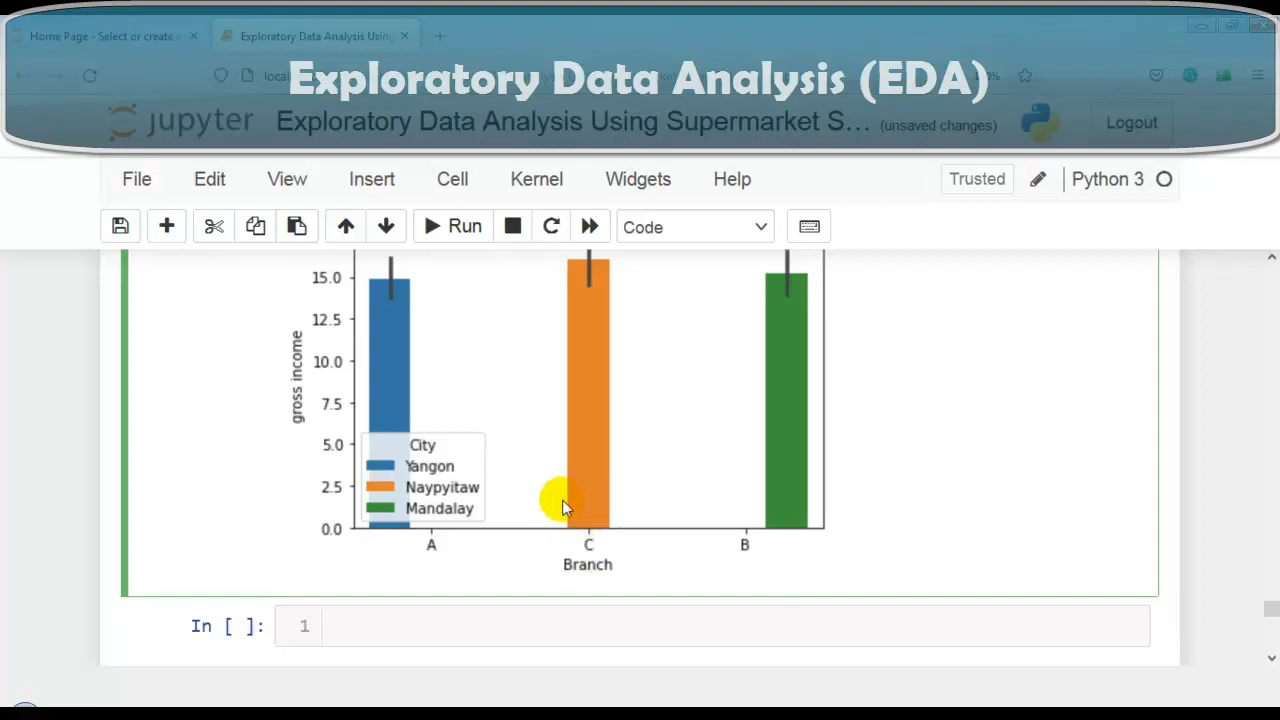 Home Page - Select or create a
Exploratory Data Analysis Using
Exploratory Data Analysis (EDA)
jupyter
Exploratory Data Analysis Using Supermarket S... (unsaved changes)
Logout
File Edit View Insert Cell Kernel Widgets Help
Trusted
Python 3
Run
Code
15.0
12.5
10.0
7.5
5.0
2.5
0.0
gross income
City
Yangon
Naypyitaw
Mandalay
A C B
Branch
In [ ]: 1